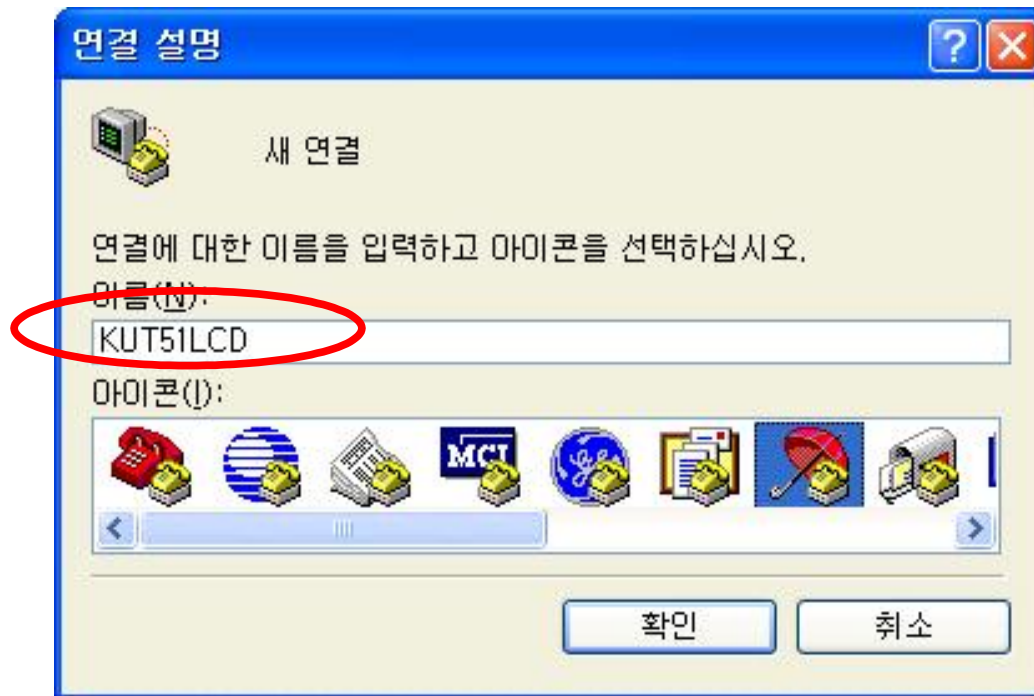 연결 설명
새 연결
연결에 대한 이름을 입력하고 아이콘을 선택하십시오.
이름(N):
KUT51LCD
아이콘(I):
MCI
확인
취소